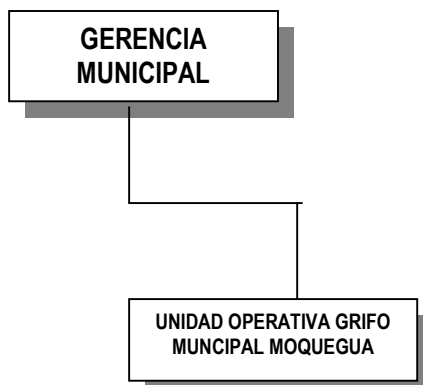 GERENCIA
MUNICIPAL
UNIDAD OPERATIVA GRIFO
MUNCIPAL MOQUEGUA